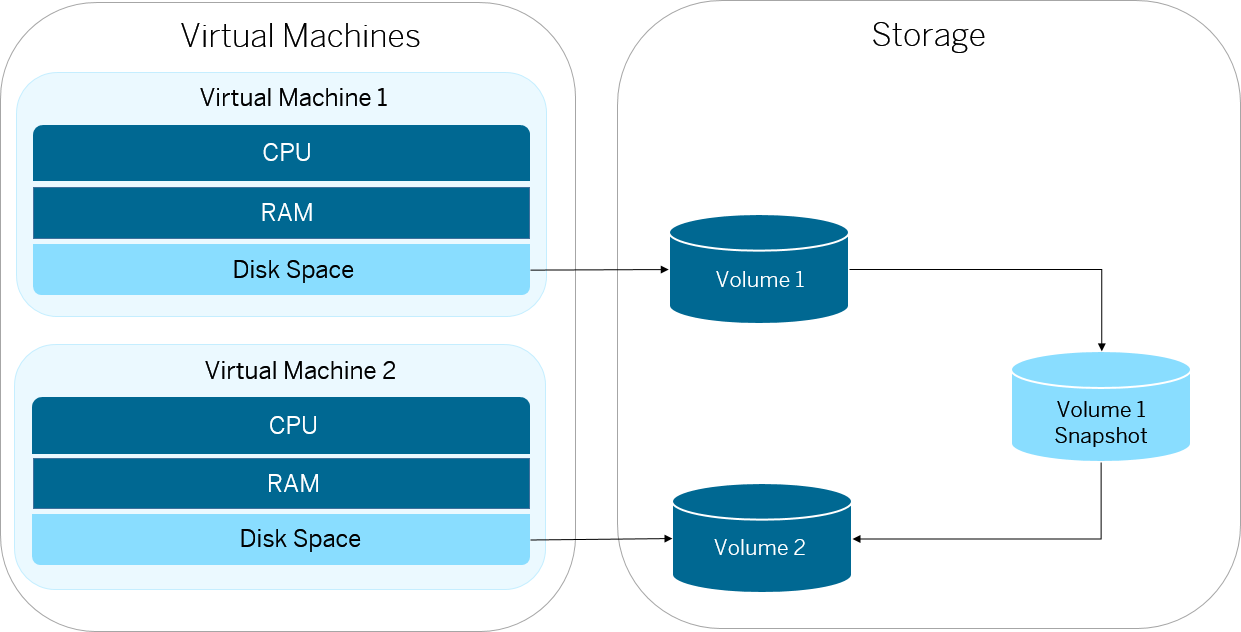 Virtual Machines
Virtual Machine 1
CPU
RAM
Disk Space
Virtual Machine 2
CPU
RAM
Disk Space
Storage
Volume 1
Volume 1
Snapshot
Volume 2